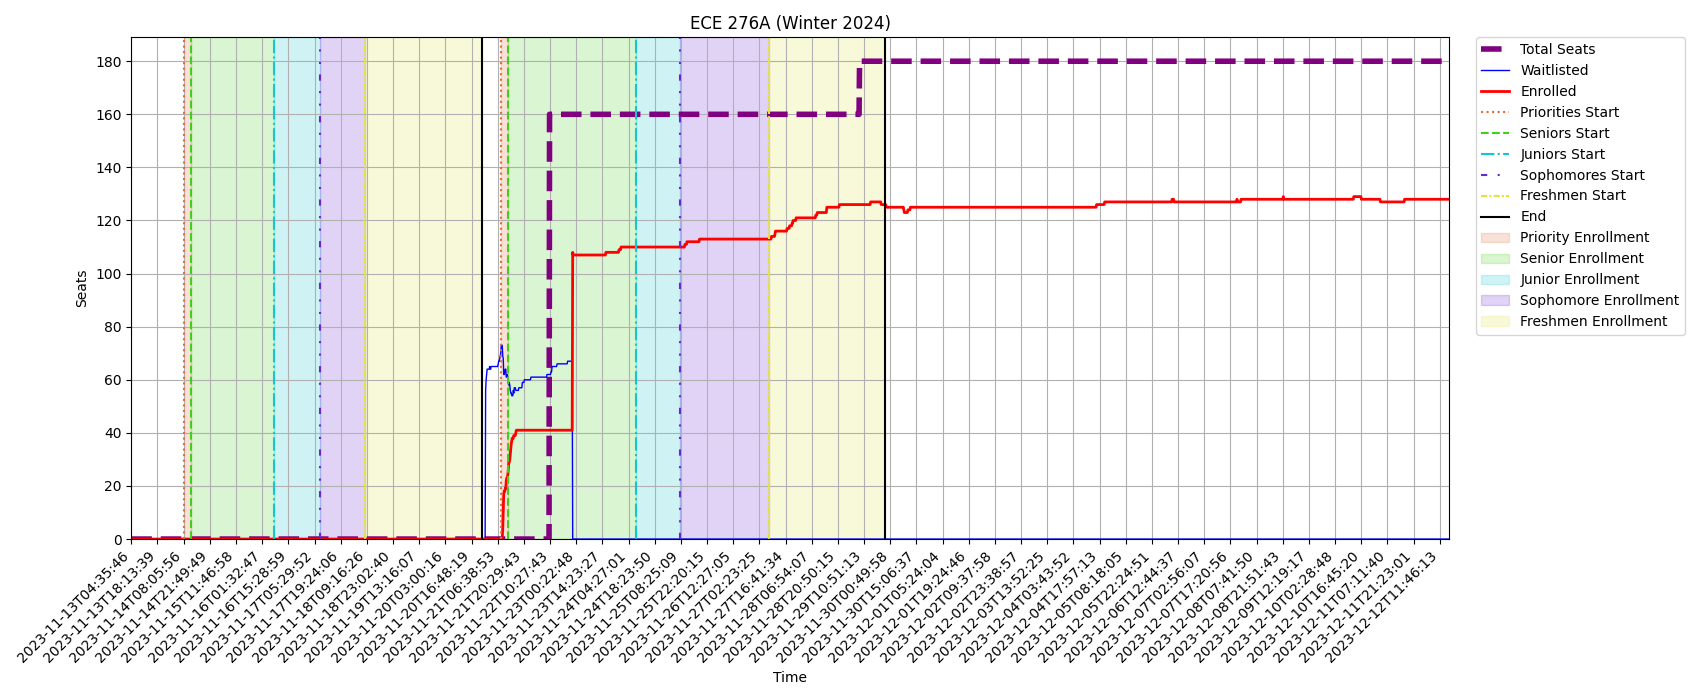 ECE 276A (Winter 2024)
Seats
180
160
140
120
100
80
60
40
20
0
2023-11-13T04:35:46
2023-11-13T18:13:39
2023-11-14T08:05:56
2023-11-14T21:49:49
2023-11-15T11:46:58
2023-11-16T01:32:47
2023-11-16T15:28:59
2023-11-17T05:29:52
2023-11-17T19:24:06
2023-11-18T09:16:26
2023-11-18T23:02:40
2023-11-19T13:16:07
2023-11-20T03:00:16
2023-11-20T16:48:19
2023-11-21T06:38:53
2023-11-21T20:29:43
2023-11-22T10:27:43
2023-11-23T00:22:48
2023-11-23T14:23:27
2023-11-24T04:27:01
2023-11-24T18:23:50
2023-11-25T08:25:09
2023-11-25T22:20:15
2023-11-26T12:27:05
2023-11-27T02:23:25
2023-11-27T16:41:34
2023-11-28T06:54:07
2023-11-28T20:50:15
2023-11-29T10:51:13
2023-11-30T00:49:58
2023-11-30T15:06:37
2023-12-01T05:24:04
2023-12-01T19:24:46
2023-12-02T09:37:58
2023-12-02T23:38:57
2023-12-03T13:52:25
2023-12-04T03:43:52
2023-12-04T17:57:13
2023-12-05T08:18:05
2023-12-05T22:24:51
2023-12-06T12:44:37
2023-12-07T02:56:07
2023-12-07T17:20:56
2023-12-08T07:41:50
2023-12-08T21:51:43
2023-12-09T12:19:17
2023-12-10T02:28:48
2023-12-10T16:45:20
2023-12-11T07:11:40
2023-12-11T21:23:01
2023-12-12T11:46:13
Time
Total Seats
Waitlisted
Enrolled
Priorities Start
Seniors Start
Juniors Start
Sophomores Start
Freshmen Start
End
Priority Enrollment
Senior Enrollment
Junior Enrollment
Sophomore Enrollment
Freshmen Enrollment